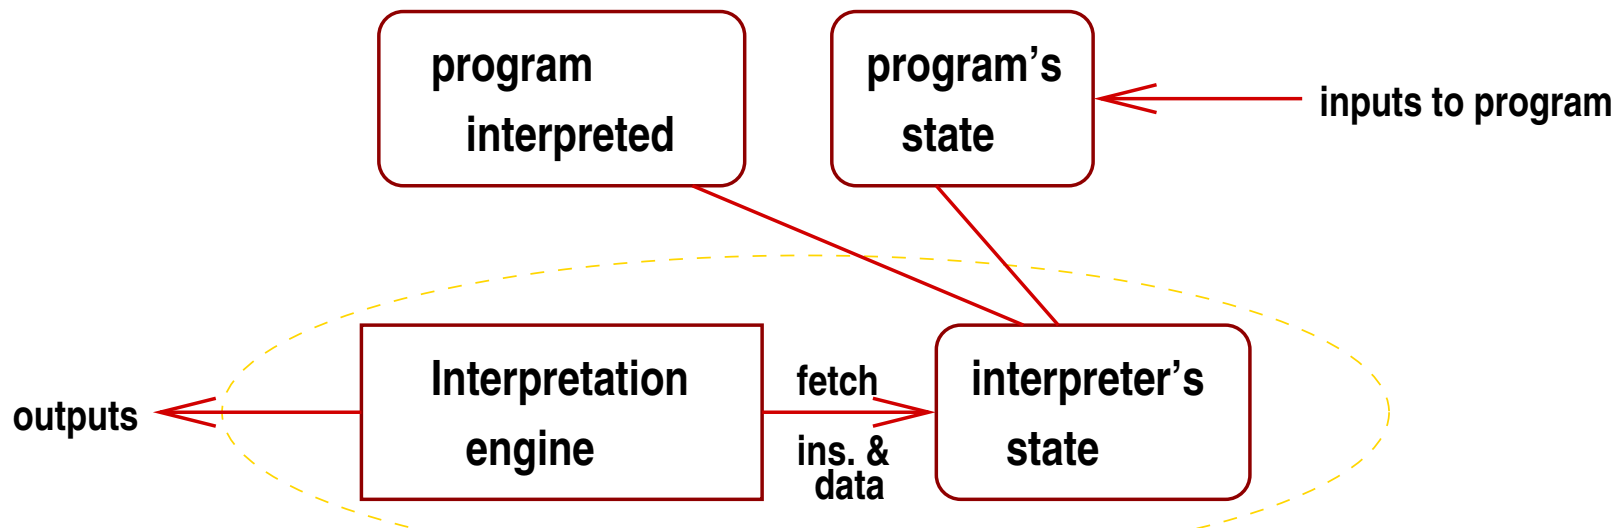 program
interpreted
program’s
state
inputs to program
outputs
Interpretation
engine
fetch
ins. &
data
interpreter’s
state